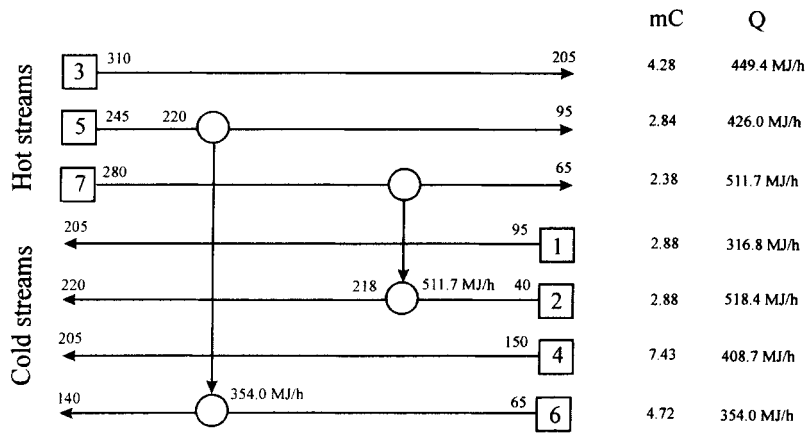 mC Q
Hot streams
3 310 205 4.28 449.4 MJ/h
5 245 220 95 2.84 426.0 MJ/h
7 280 65 2.38 511.7 MJ/h
Cold streams
205 95 1 2.88 316.8 MJ/h
220 218 511.7 MJ/h 40 2 2.88 518.4 MJ/h
205 150 4 7.43 408.7 MJ/h
140 354.0 MJ/h 65 6 4.72 354.0 MJ/h